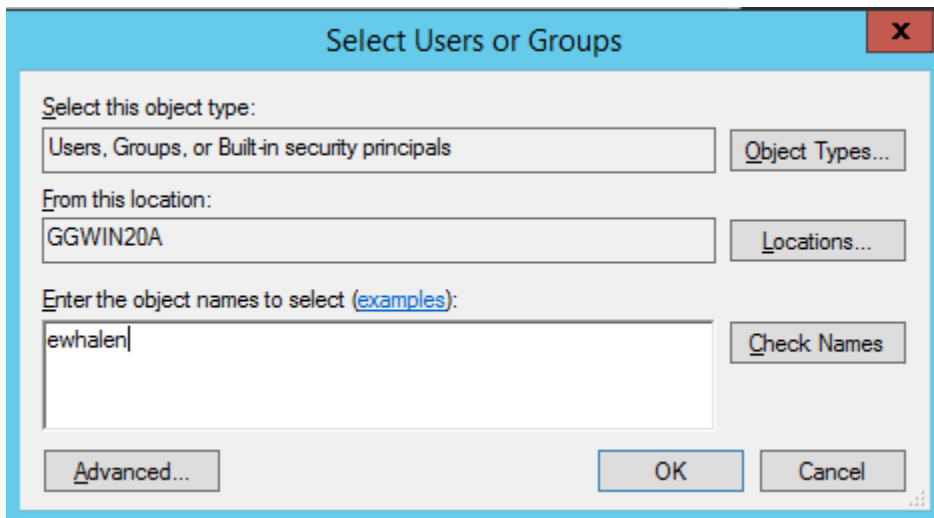 Select Users or Groups
x
Select this object type:
Users, Groups, or Built-in security principals
Object Types...
From this location:
GGWIN20A
Locations...
Enter the object names to select (examples):
ewhalen
Check Names
Advanced...
OK
Cancel